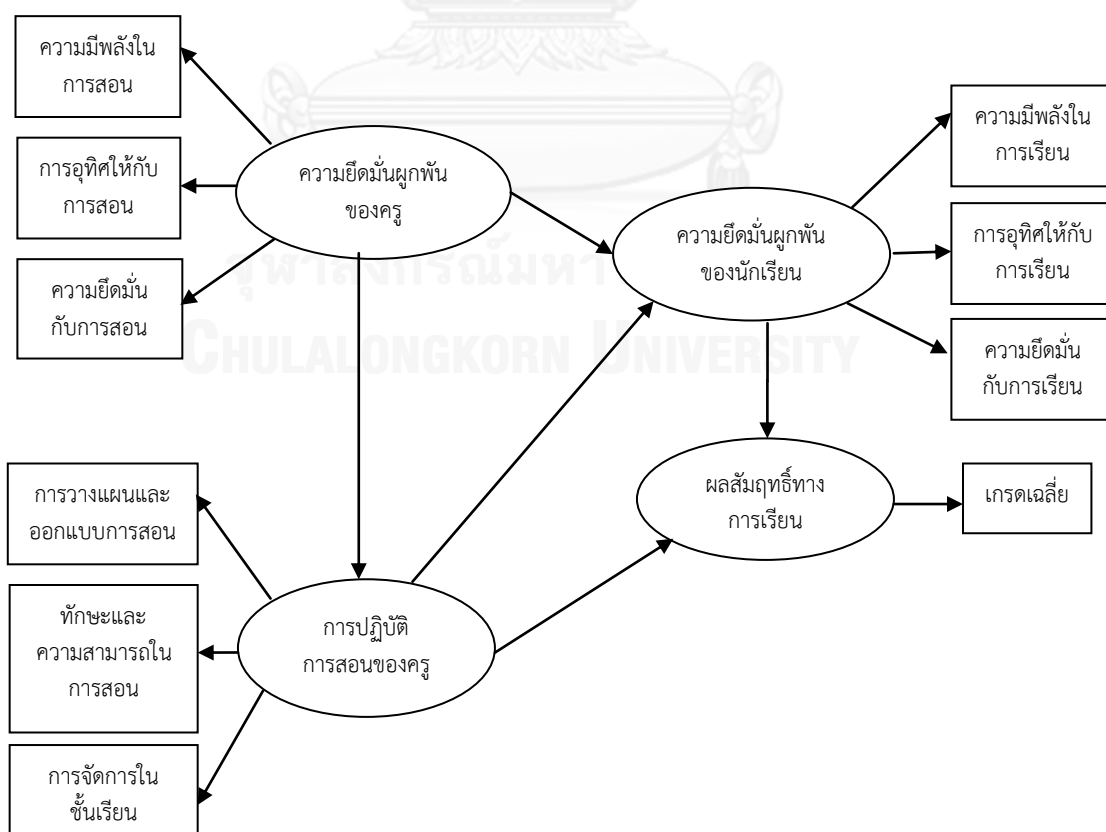 ความมีพลังใน
การสอน
การอุทิศให้กับ
การสอน
ความยึดมั่น
กับการสอน
ความยึดมั่นผูกพัน
ของครู
ความยึดมั่นผูกพัน
ของนักเรียน
ความมีพลังใน
การเรียน
การอุทิศให้กับ
การเรียน
ความยึดมั่น
กับการเรียน
จุฬาลงกรณ์มหา
CHULALONGKORN UNIVERSITY
ผลสัมฤทธิ์ทาง
การเรียน
เกรดเฉลี่ย
การวางแผนและ
ออกแบบการสอน
ทักษะและ
ความสามารถใน
การสอน
การจัดการใน
ชั้นเรียน
การปฏิบัติ
การสอนของครู